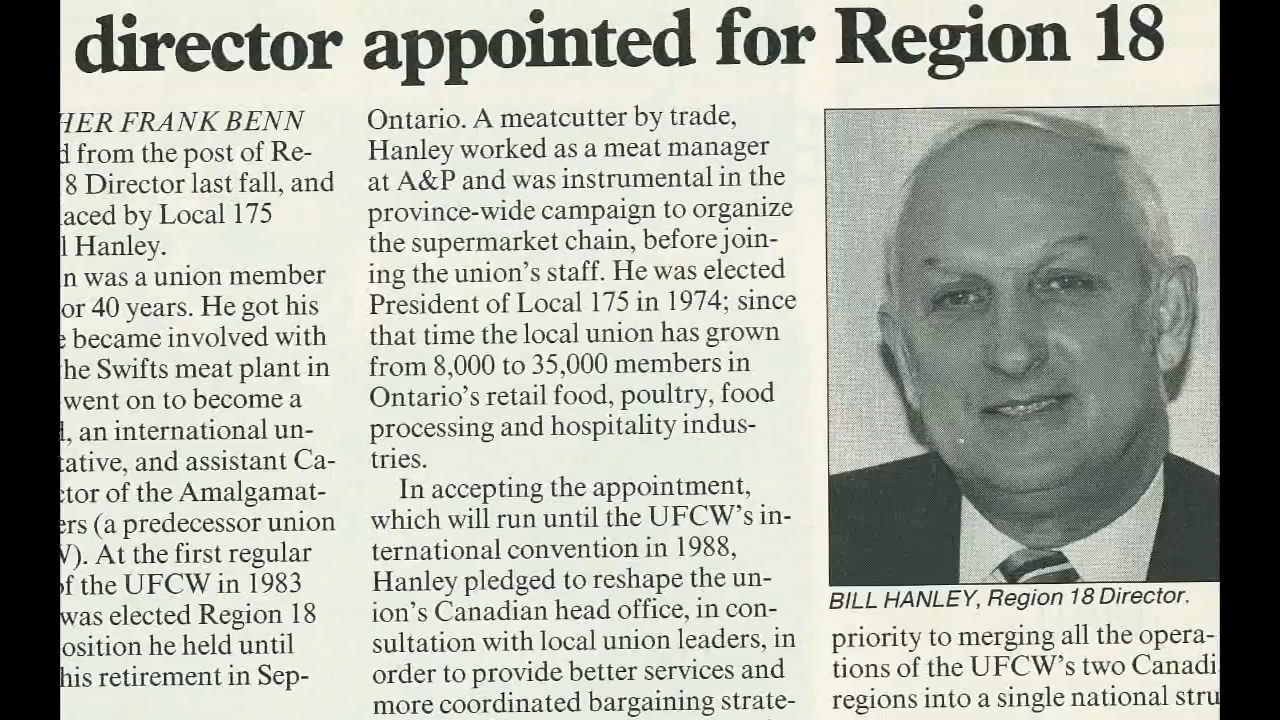 director appointed for Region 18
HER FRANK BENN
d from the post of Re-
8 Director last fall, and
aced by Local 175
l Hanley.
n was a union member
or 40 years. He got his
e became involved with
he Swifts meat plant in
went on to become a
l, an international un-
tative, and assistant Ca-
ctor of the Amalgamat-
ers (a predecessor union
W). At the first regular
of the UFCW in 1983
was elected Region 18
osition he held until
his retirement in Sep-
Ontario. A meatcutter by trade,
Hanley worked as a meat manager
at A&P and was instrumental in the
province-wide campaign to organize
the supermarket chain, before join-
ing the union's staff. He was elected
President of Local 175 in 1974; since
that time the local union has grown
from 8,000 to 35,000 members in
Ontario's retail food, poultry, food
processing and hospitality indus-
tries.
In accepting the appointment,
which will run until the UFCW's in-
ternational convention in 1988,
Hanley pledged to reshape the un-
ion's Canadian head office, in con-
sultation with local union leaders, in
order to provide better services and
more coordinated bargaining strate-
BILL HANLEY, Region 18 Director.
priority to merging all the opera-
tions of the UFCW's two Canadi
regions into a single national stru